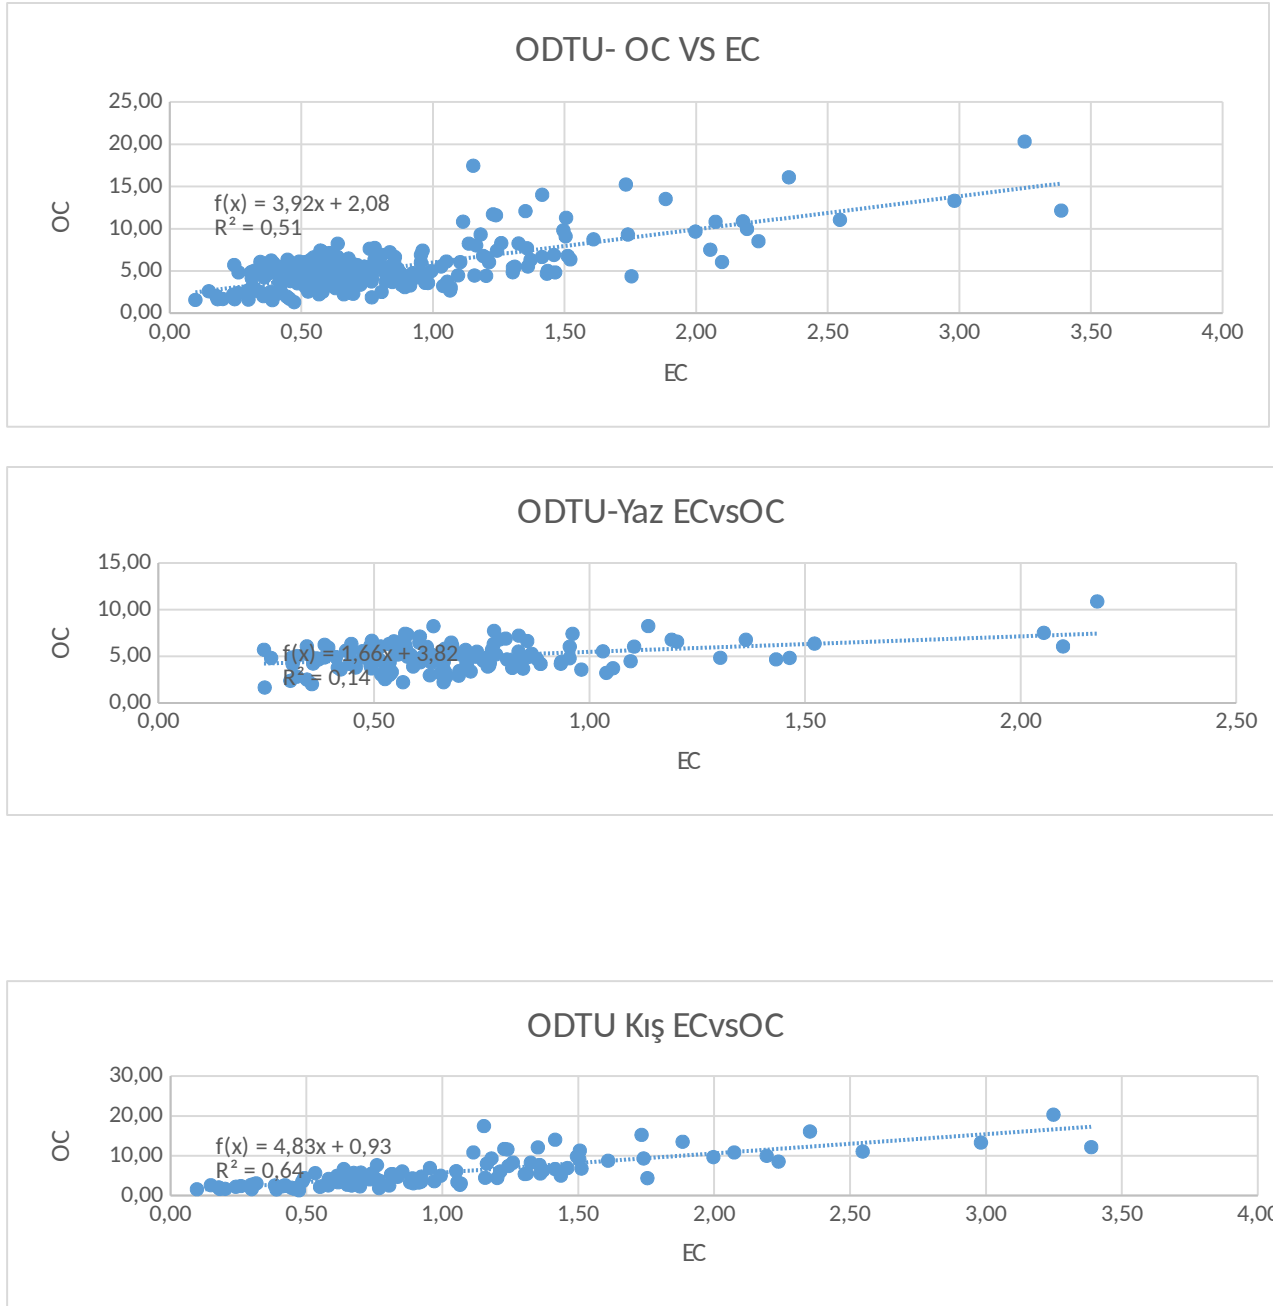 ODTU- OC VS EC
25,00
20,00
15,00
10,00
5,00
0,00
OC
f(x) = 3,92x + 2,08
R² = 0,51
0,00 0,50 1,00 1,50 2,00 2,50 3,00 3,50 4,00
EC
ODTU-Yaz ECvsOC
15,00
10,00
5,00
0,00
OC
f(x) = 1,66x + 3,82
R² = 0,14
0,00 0,50 1,00 1,50 2,00 2,50
EC
ODTU Kış ECvsOC
30,00
20,00
10,00
0,00
OC
f(x) = 4,83x + 0,93
R² = 0,64
0,00 0,50 1,00 1,50 2,00 2,50 3,00 3,50 4,00
EC